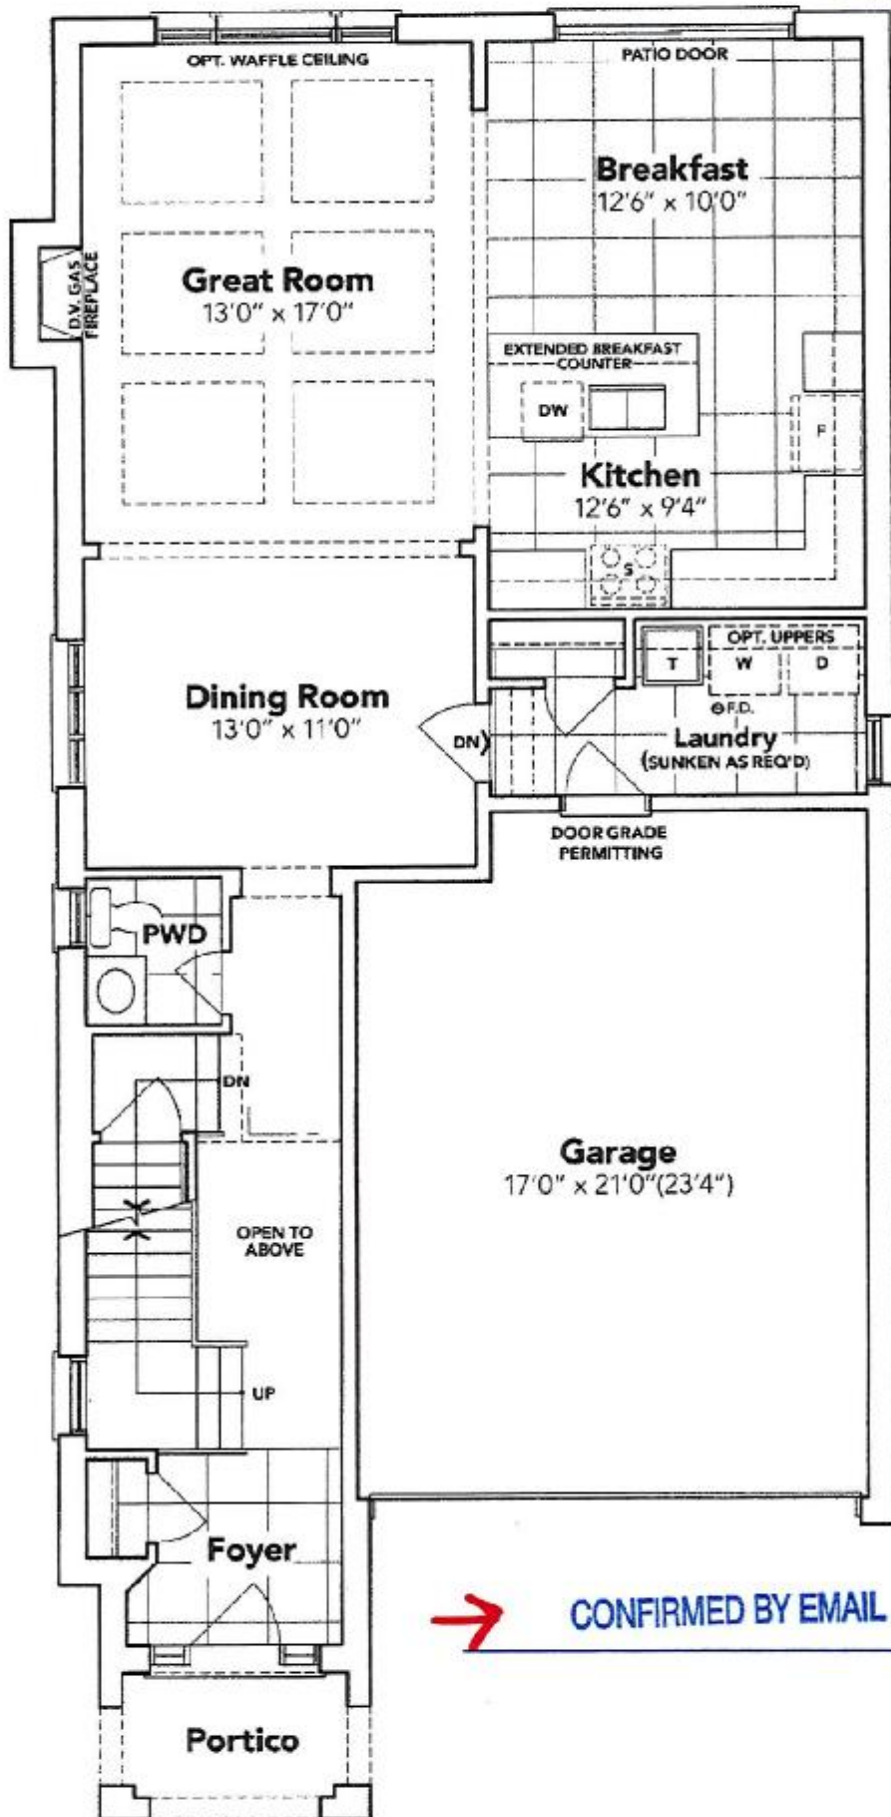 OPT. WAFFLE CEILING
PATIO DOOR
Breakfast
12'6" x 10'0"
Great Room
13'0" x 17'0"
D.V. GAS
FIREPLACE
EXTENDED BREAKFAST
COUNTER
DW
F
Kitchen
12'6" x 9'4"
S
OPT. UPPERS
T
W
D
F.D.
Dining Room
13'0" x 11'0"
DN
Laundry
(SUNKEN AS REQ'D)
DOOR GRADE
PERMITTING
PWD
DN
Garage
17'0" x 21'0"(23'4")
OPEN TO
ABOVE
UP
Foyer
CONFIRMED BY EMAIL
Portico